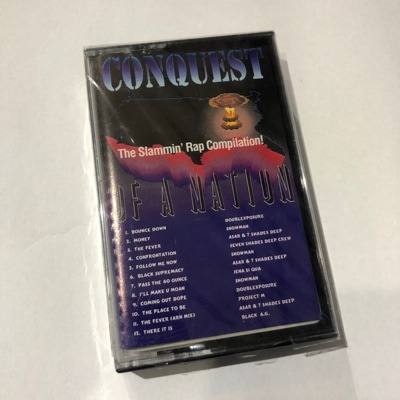 CONQUEST
The Slammin' Rap Compilation!
OF A NATION
1. BOUNCE DOWN DOUBLEXPOSURE
2. MONEY SNOWMAN
3. THE FEVER ASAR & 7 SHADES DEEP
4. CONFRONTATION SEVEN SHADES DEEP CREW
5. FOLLOW ME NOW SNOWMAN
6. BLACK SUPREMACY ASAR & 7 SHADES DEEP
7. PASS THE 40 OUNCE JENA SI QUA
8. I'LL MAKE U MOAN SNOWMAN
9. COMING OUT DOPE DOUBLEXPOSURE
10. THE PLACE TO BE PROJECT M
11. THE FEVER (ARN MIX) ASAR & 7 SHADES DEEP
12. THERE IT IS BLACK A.G.